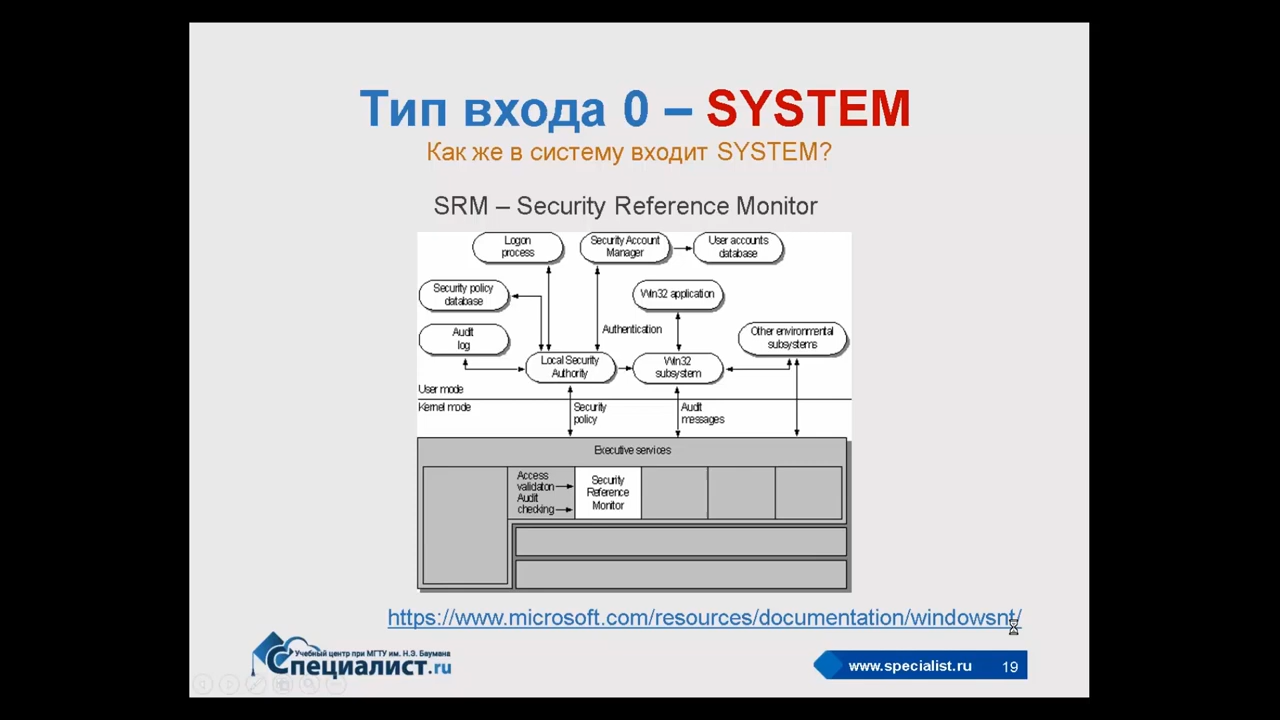 Тип входа 0 – SYSTEM
Как же в систему входит SYSTEM?
SRM – Security Reference Monitor
Logon
process
Security Account
Manager
User accounts
database
Security policy
database
Win32 application
Audit
log
Authentication
Other environmental
subsystems
Local Security
Authority
Win32
subsystem
User mode
Kernel mode
Security
policy
Audit
messages
Executive services
Access
validation
Audit
checking
Security
Reference
Monitor
https://www.microsoft.com/resources/documentation/windowsnt/
Учебный центр при МГТУ им. Н.Э. Баумана
Специалист.ru
www.specialist.ru 19